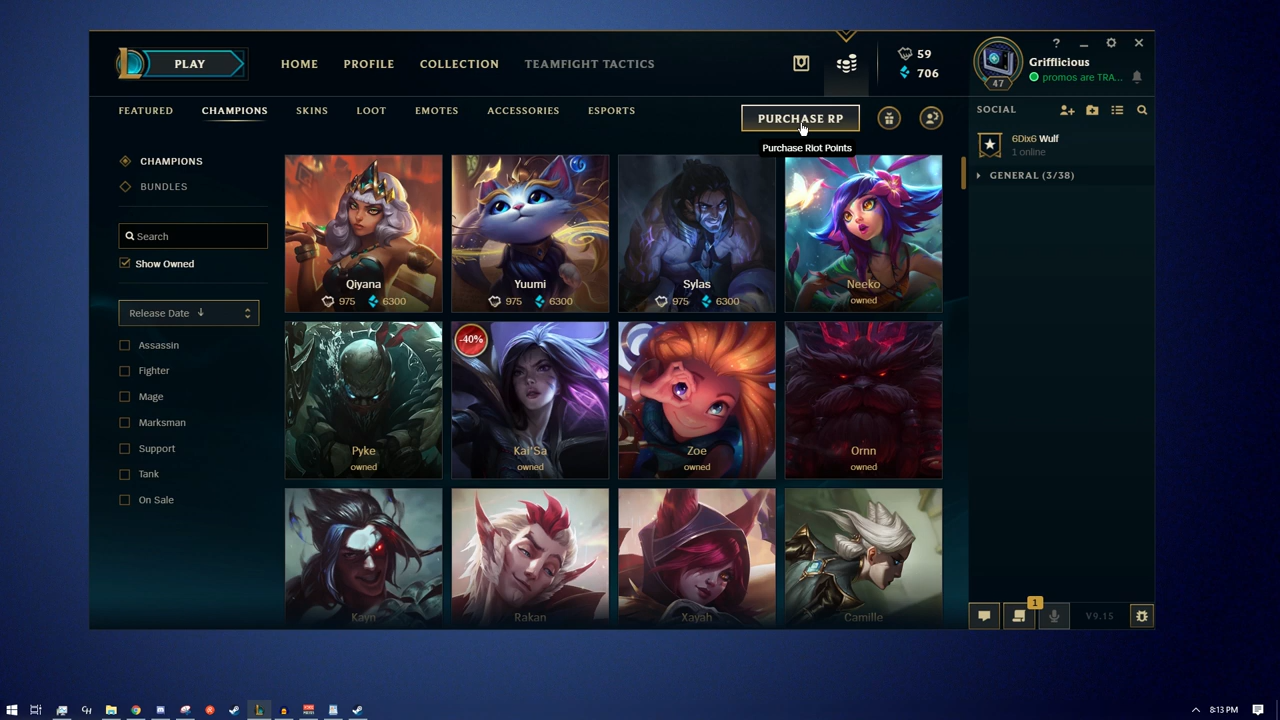 PLAY
HOME
PROFILE
COLLECTION
TEAMFIGHT TACTICS
59
706
?
47
Grifflicious
promos are TRA...
FEATURED
CHAMPIONS
SKINS
LOOT
EMOTES
ACCESSORIES
ESPORTS
PURCHASE RP
Purchase Riot Points
SOCIAL
6Dix6 Wulf
1 online
GENERAL (3/38)
CHAMPIONS
BUNDLES
Search
Show Owned
Release Date
Assassin
Fighter
Mage
Marksman
Support
Tank
On Sale
Qiyana
975 6300
Yuumi
975 6300
Sylas
975 6300
Neeko
owned
Pyke
owned
-40%
Kai'Sa
owned
Zoe
owned
Ornn
owned
Kayn
Rakan
Xayah
Camille
1
V9.15
8:13 PM